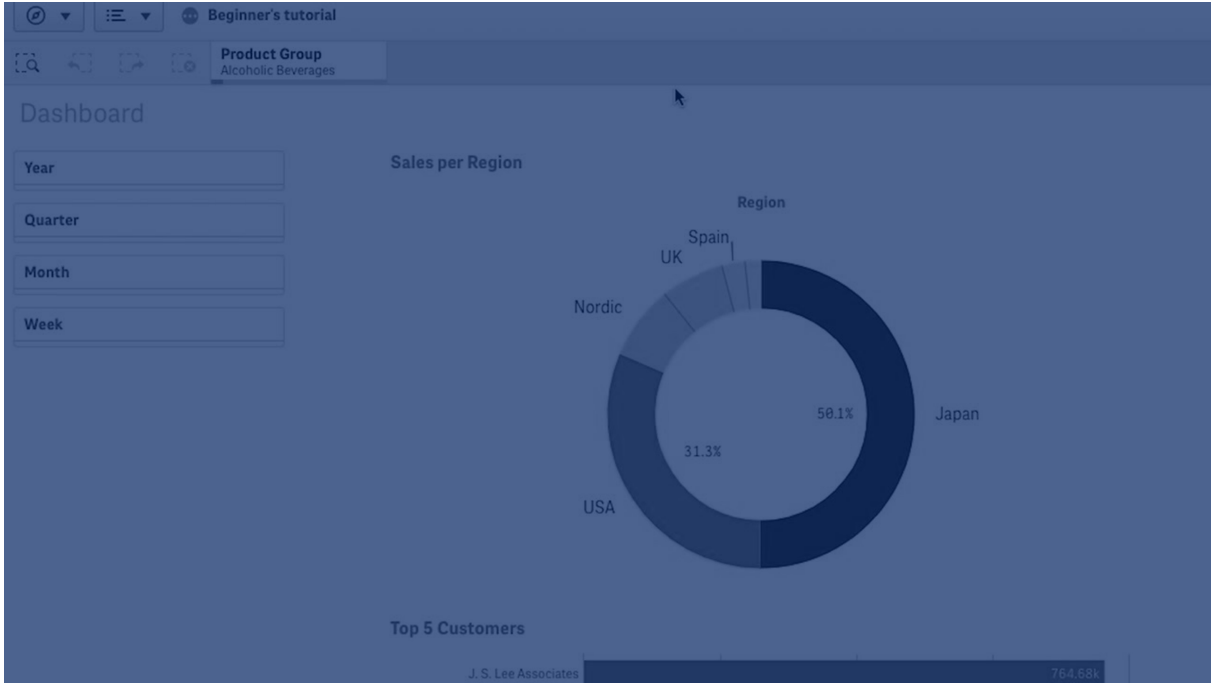 Beginner's tutorial
Product Group
Alcoholic Beverages
Dashboard
Year
Quarter
Month
Week
Sales per Region
Region
Spain
UK
Nordic
50.1%
Japan
31.3%
USA
Top 5 Customers
J. S. Lee Associates
764.68k